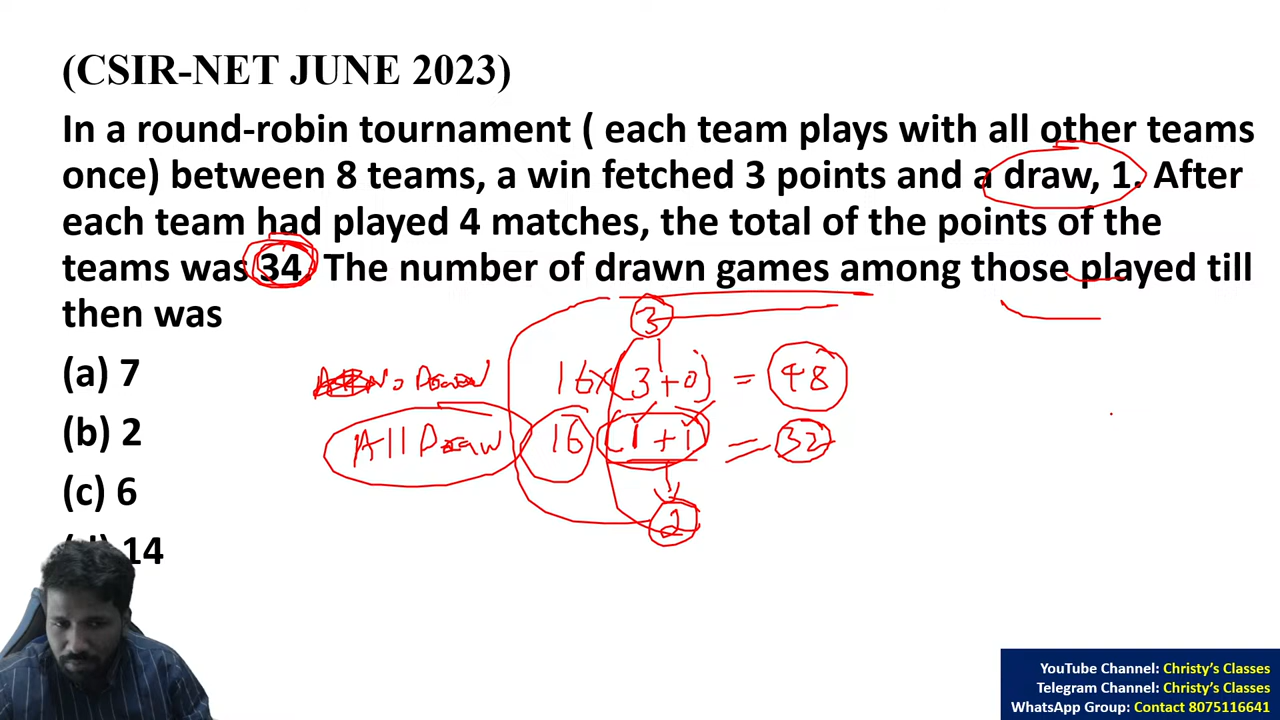 (CSIR-NET JUNE 2023)
In a round-robin tournament ( each team plays with all other teams
once) between 8 teams, a win fetched 3 points and a draw, 1. After
each team had played 4 matches, the total of the points of the
teams was 34. The number of drawn games among those played till
then was
3
(a) 7
No Draw 16×(3+0) = 48
(b) 2
All Draw 16 (1+1) = 32
(c) 6
2
14
YouTube Channel: Christy's Classes
Telegram Channel: Christy's Classes
WhatsApp Group: Contact 8075116641